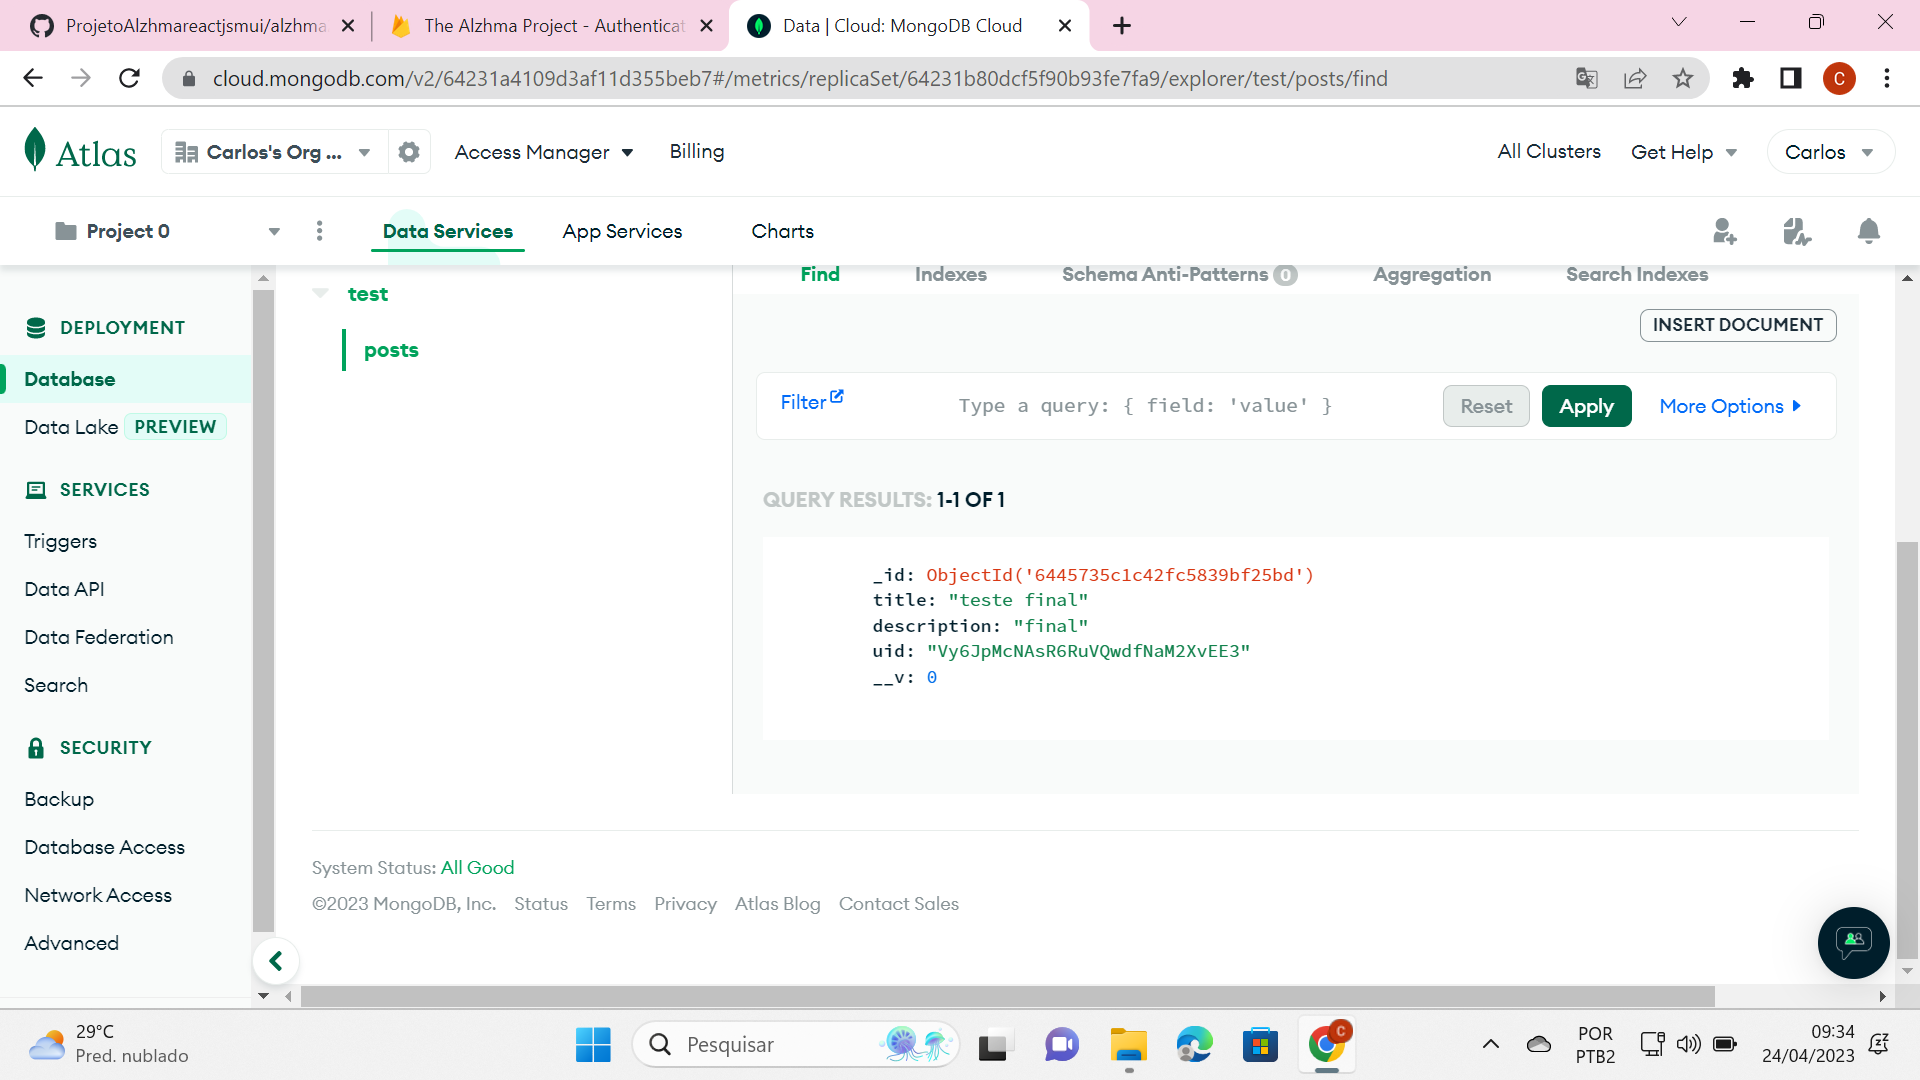 ProjetoAlzhmareactjsmui/alzhma
The Alzhma Project - Authenticat
Data | Cloud: MongoDB Cloud
cloud.mongodb.com/v2/64231a4109d3af11d355beb7#/metrics/replicaSet/64231b80dcf5f90b93fe7fa9/explorer/test/posts/find
C
Atlas
Carlos's Org ...
Access Manager
Billing
All Clusters
Get Help
Carlos
Project 0
Data Services
App Services
Charts
DEPLOYMENT
Database
Data Lake PREVIEW
SERVICES
Triggers
Data API
Data Federation
Search
SECURITY
Backup
Database Access
Network Access
Advanced
test
posts
Find
Indexes
Schema Anti-Patterns 0
Aggregation
Search Indexes
INSERT DOCUMENT
Filter
Type a query: { field: 'value' }
Reset
Apply
More Options
QUERY RESULTS: 1-1 OF 1
_id: ObjectId('6445735c1c42fc5839bf25bd')
title: "teste final"
description: "final"
uid: "Vy6JpMcNAsR6RuVQwdfNaM2XvEE3"
__v: 0
System Status: All Good
©2023 MongoDB, Inc.
Status
Terms
Privacy
Atlas Blog
Contact Sales
29°C
Pred. nublado
Pesquisar
C
POR
PTB2
09:34
24/04/2023